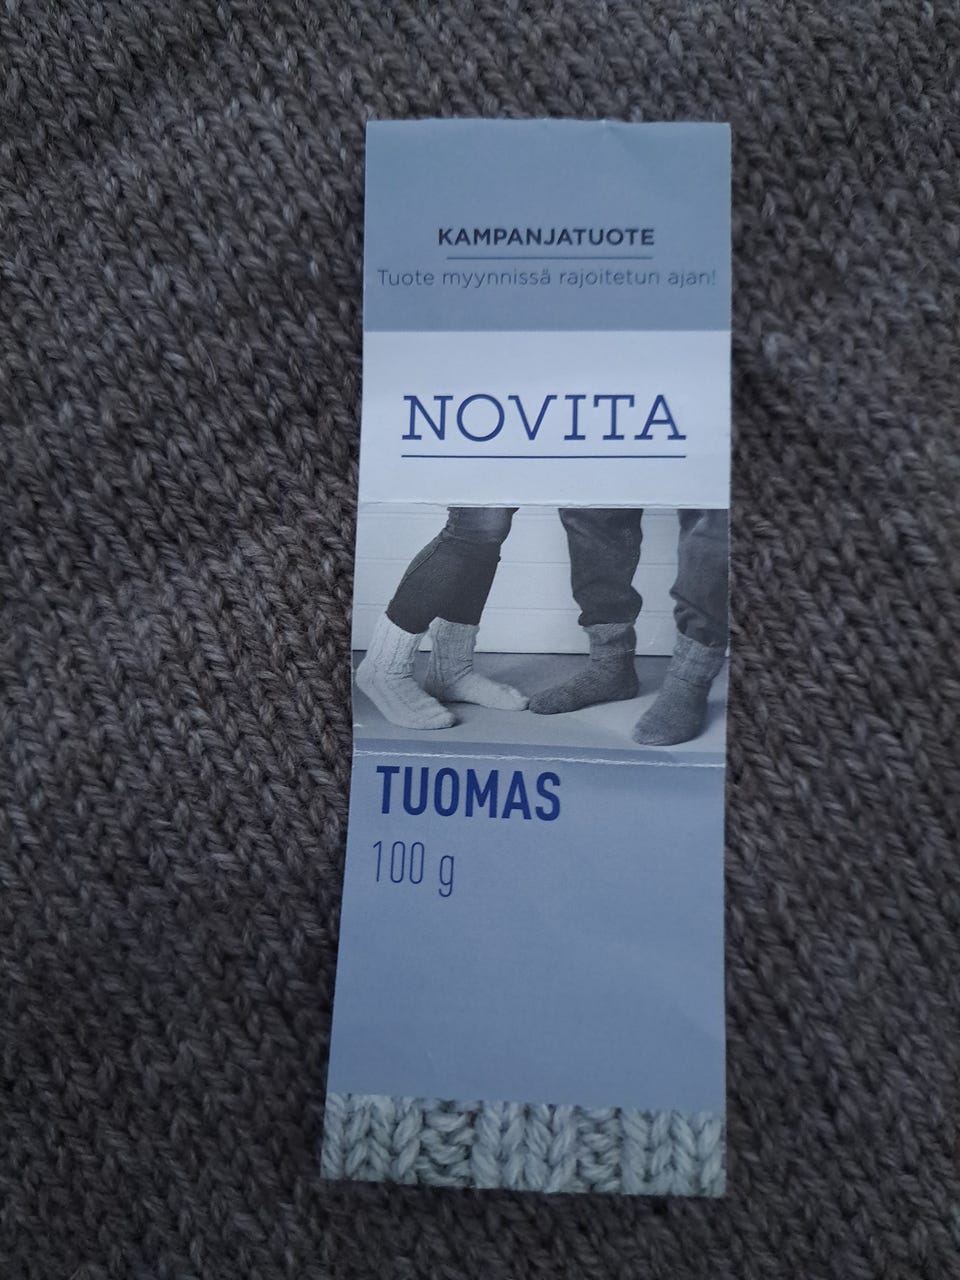 KAMPANJATUOTE
Tuote myynnissä rajoitetun ajan!
NOVITA
TUOMAS
100 g